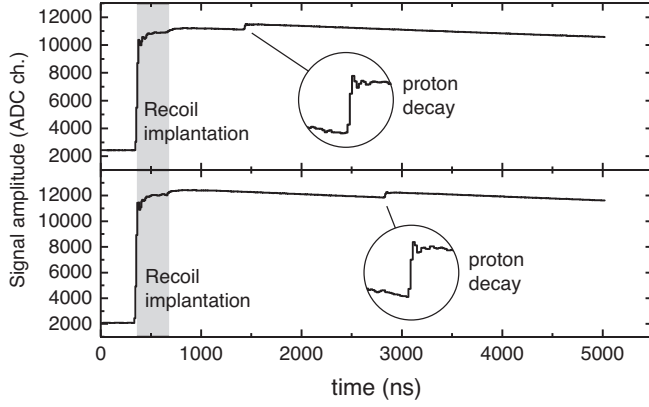 12000
10000
8000
6000
4000
2000
Recoil
implantation
proton
decay
Signal amplitude (ADC ch.)
12000
10000
8000
6000
4000
2000
Recoil
implantation
proton
decay
0 1000 2000 3000 4000 5000
time (ns)